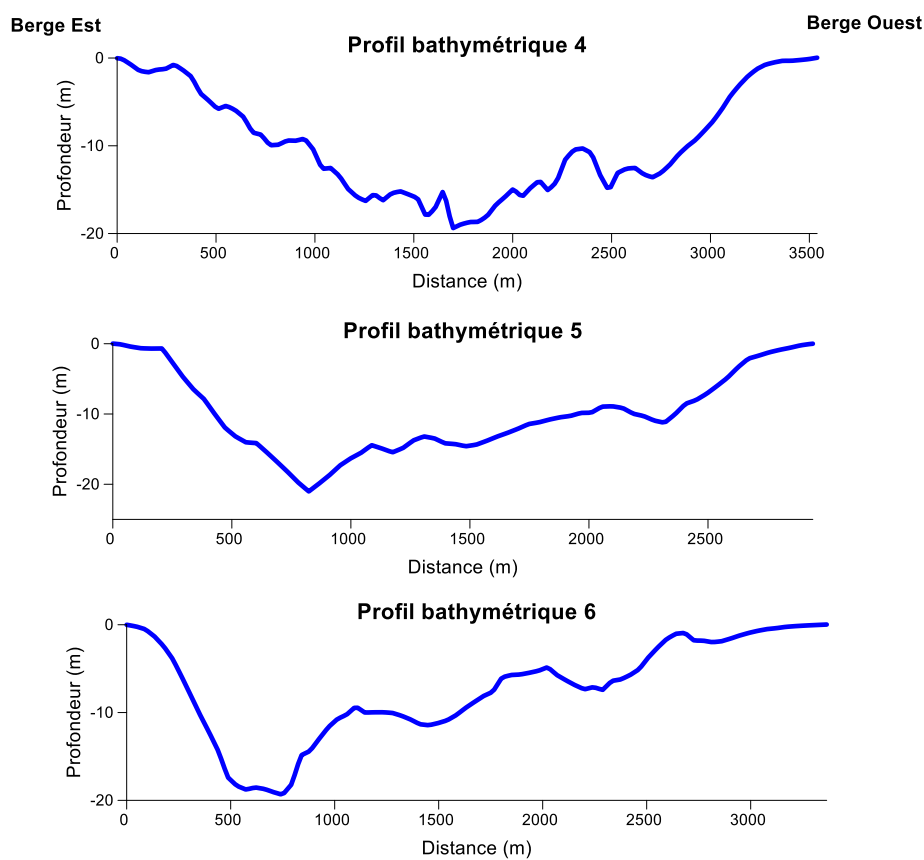 Berge Est
Berge Ouest
Profil bathymétrique 4
Profondeur (m)
0
-10
-20
0 500 1000 1500 2000 2500 3000 3500
Distance (m)
Profil bathymétrique 5
Profondeur (m)
0
-10
-20
0 500 1000 1500 2000 2500
Distance (m)
Profil bathymétrique 6
Profondeur (m)
0
-10
-20
0 500 1000 1500 2000 2500 3000
Distance (m)